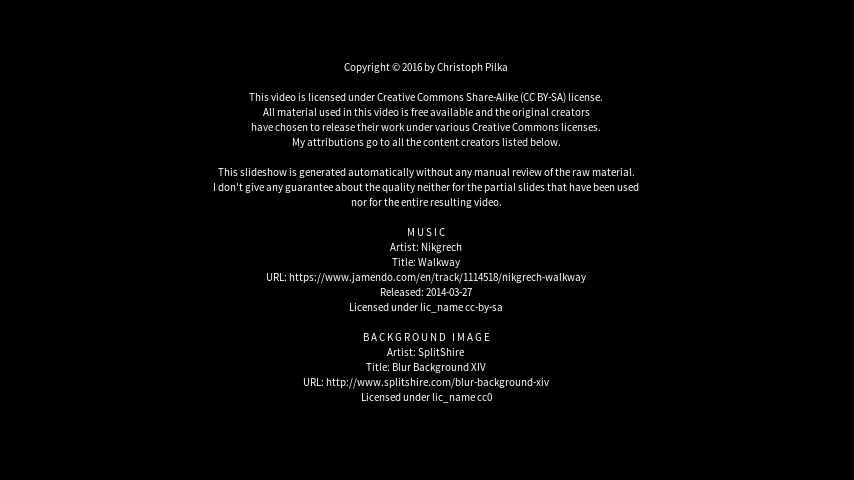 Copyright © 2016 by Christoph Pilka
This video is licensed under Creative Commons Share-Alike (CC BY-SA) license.
All material used in this video is free available and the original creators
have chosen to release their work under various Creative Commons licenses.
My attributions go to all the content creators listed below.
This slideshow is generated automatically without any manual review of the raw material.
I don't give any guarantee about the quality neither for the partial slides that have been used
nor for the entire resulting video.
MUSIC
Artist: Nikgrech
Title: Walkway
URL: https://www.jamendo.com/en/track/1114518/nikgrech-walkway
Released: 2014-03-27
Licensed under lic_name cc-by-sa
BACKGROUND IMAGE
Artist: SplitShire
Title: Blur Background XIV
URL: http://www.splitshire.com/blur-background-xiv
Licensed under lic_name cc0